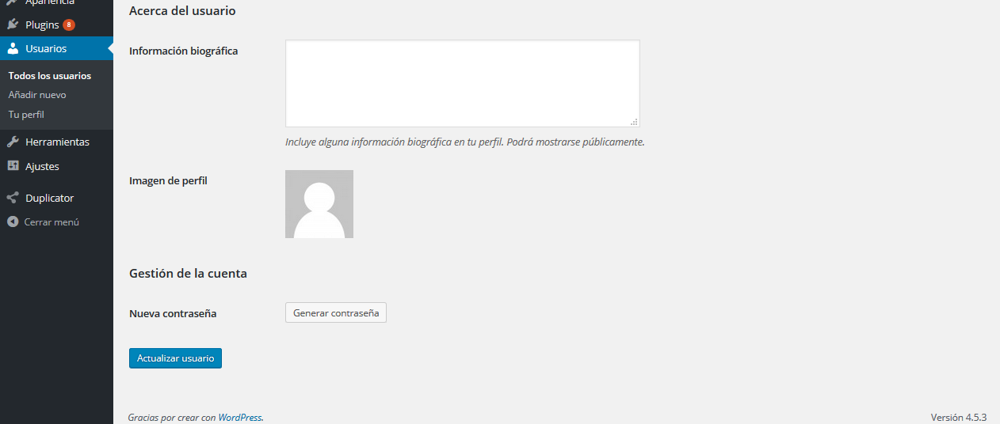 Apariencia
Plugins 8
Usuarios
Todos los usuarios
Añadir nuevo
Tu perfil
Herramientas
Ajustes
Duplicator
Cerrar menú
Acerca del usuario
Información biográfica
Incluye alguna información biográfica en tu perfil. Podrá mostrarse públicamente.
Imagen de perfil
Gestión de la cuenta
Nueva contraseña
Generar contraseña
Actualizar usuario
Gracias por crear con WordPress.
Versión 4.5.3